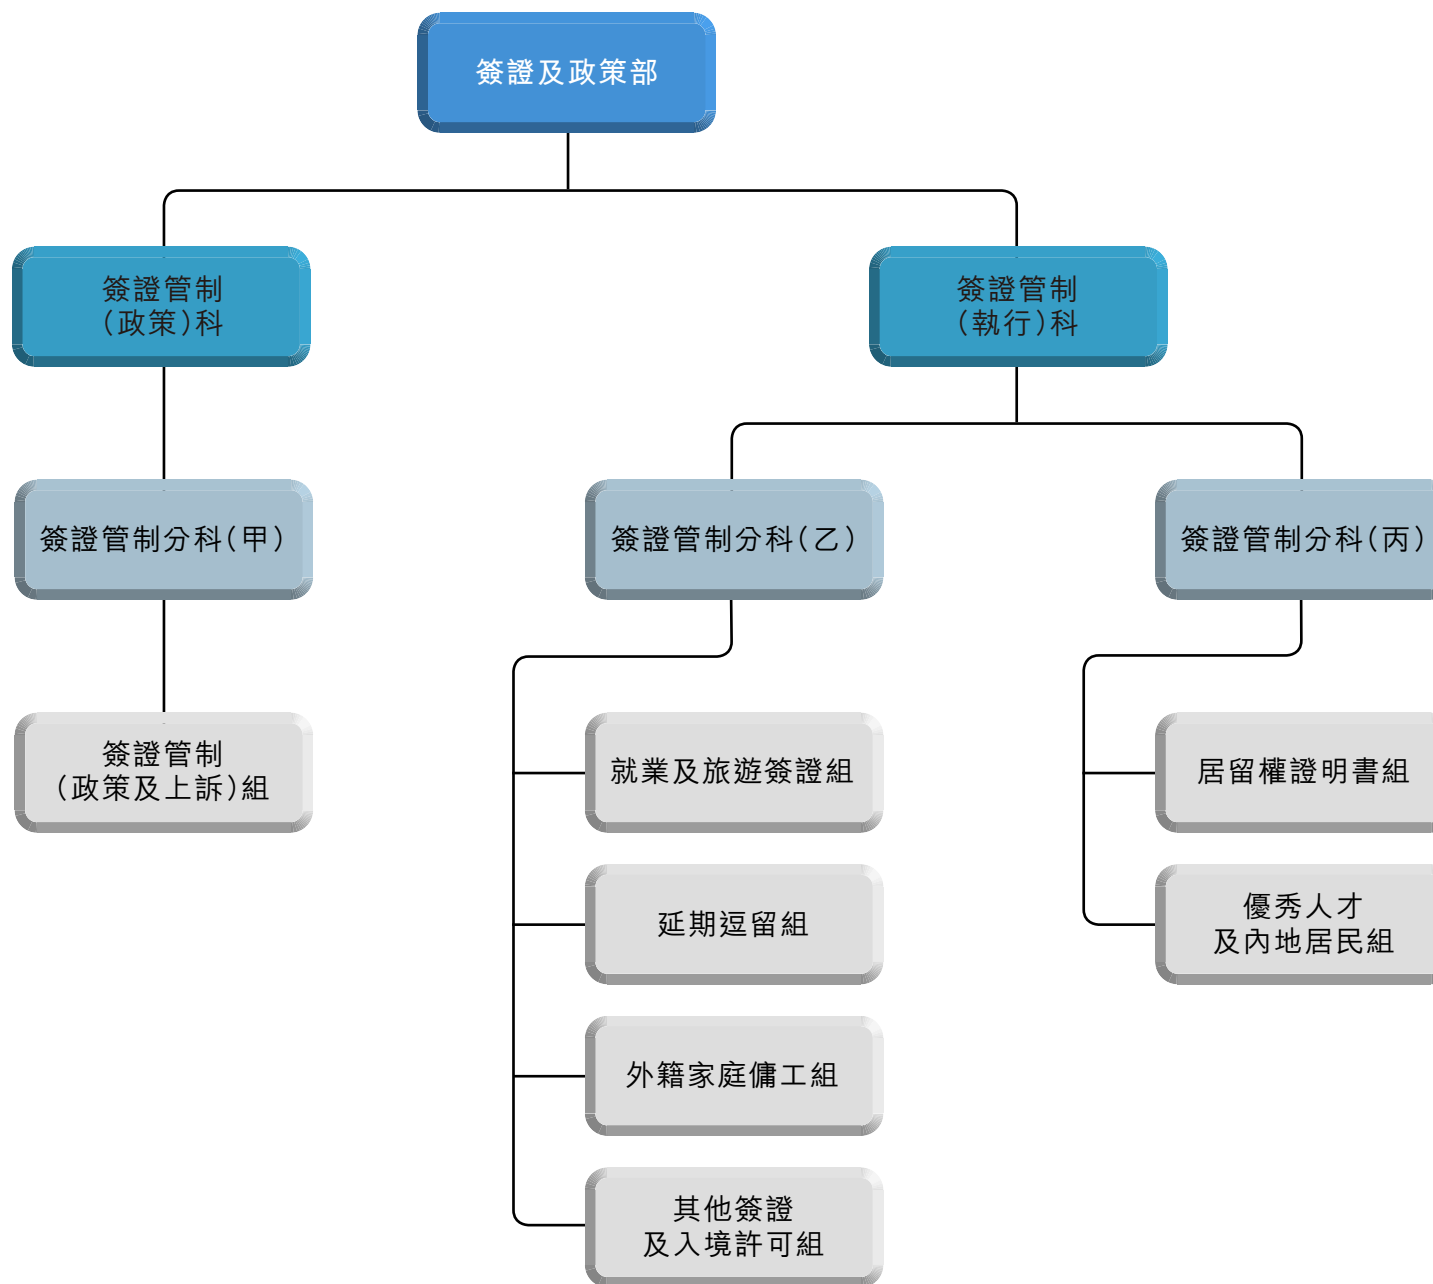 簽證及政策部
簽證管制
（政策）科
簽證管制
（執行）科
簽證管制分科（甲）
簽證管制分科（乙）
簽證管制分科（丙）
簽證管制
（政策及上訴）組
就業及旅遊簽證組
居留權證明書組
延期逗留組
優秀人才
及內地居民組
外籍家庭傭工組
其他簽證
及入境許可組